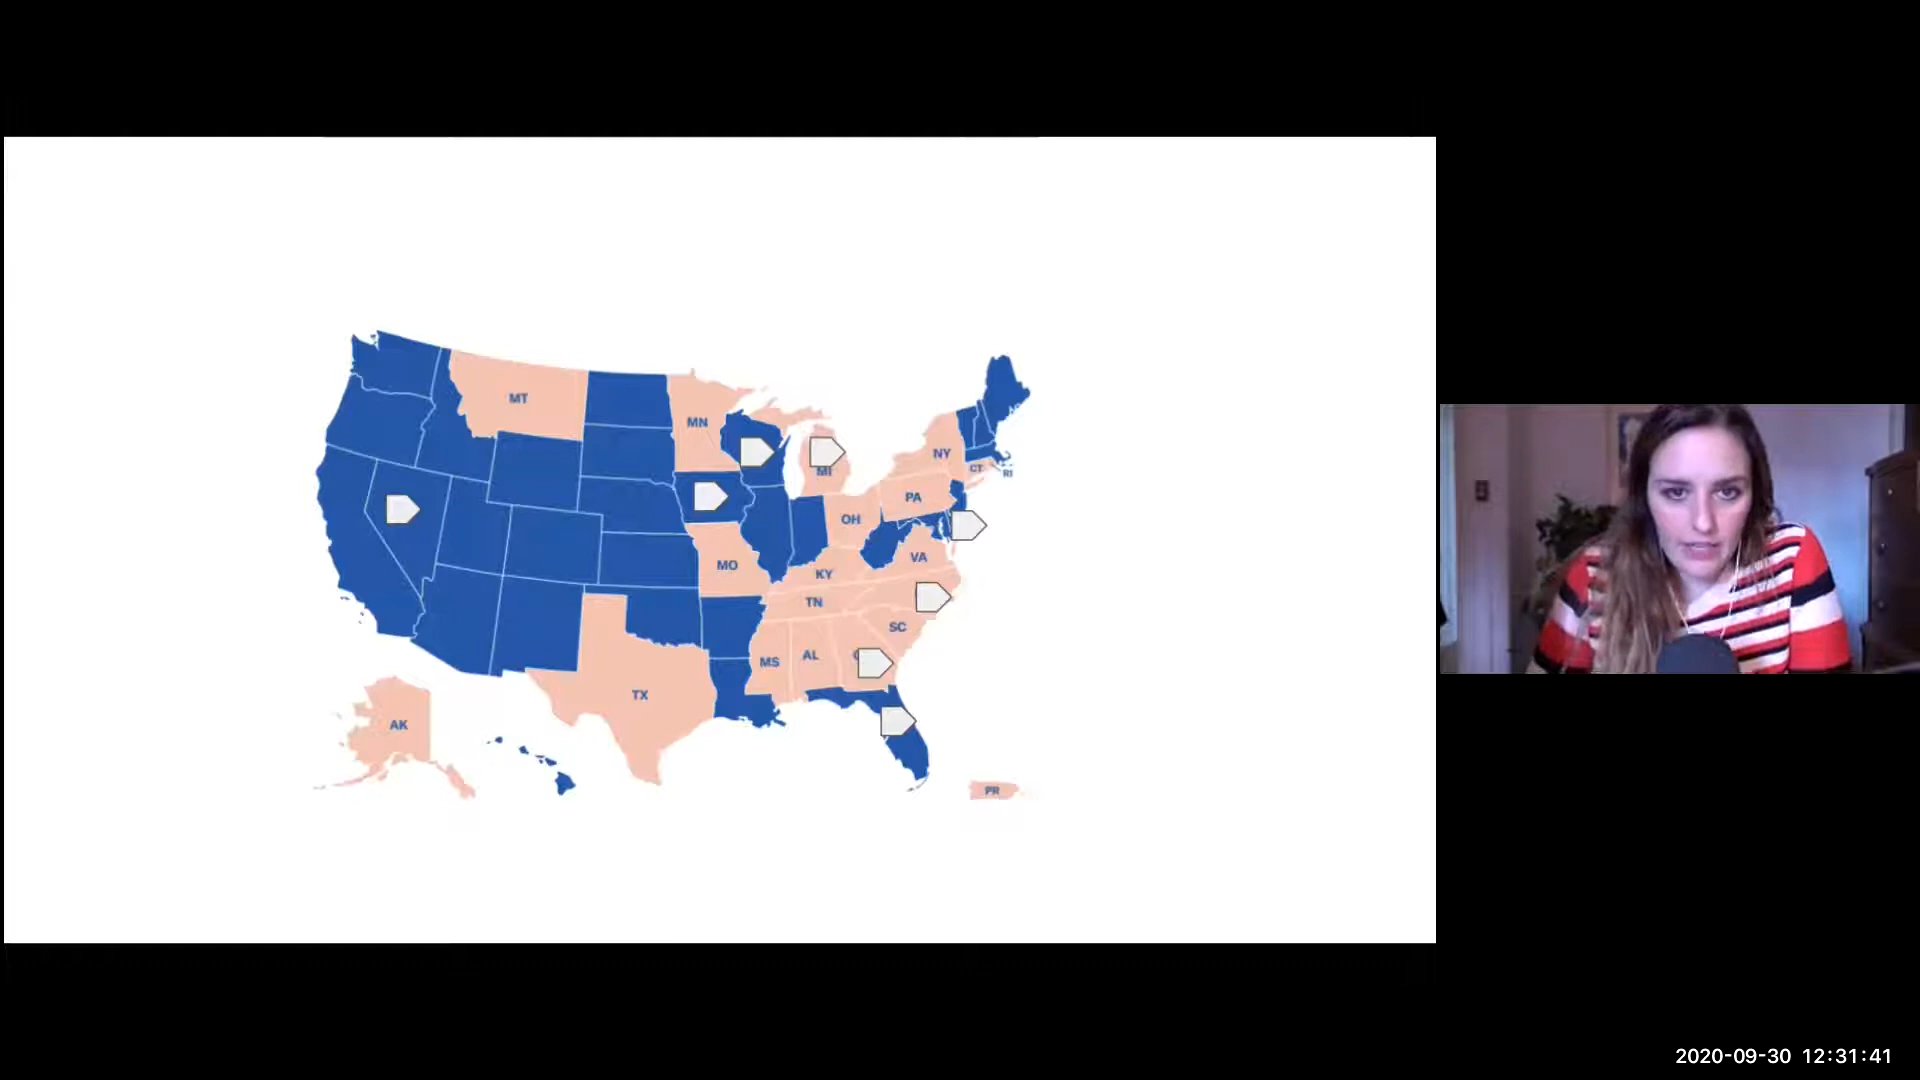 MT
MN
MI
NY
CT
RI
PA
OH
MO
VA
KY
TN
SC
MS
AL
TX
AK
PR
2020-09-30 12:31:41